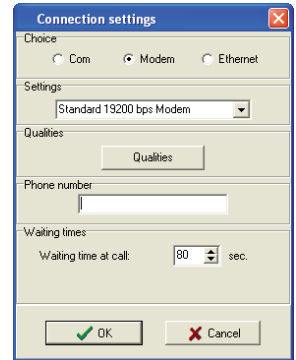 Connection settings
Choice
Com Modem Ethernet
Settings
Standard 19200 bps Modem
Qualities
Qualities
Phone number
Waiting times
Waiting time at call: 80 sec.
OK Cancel